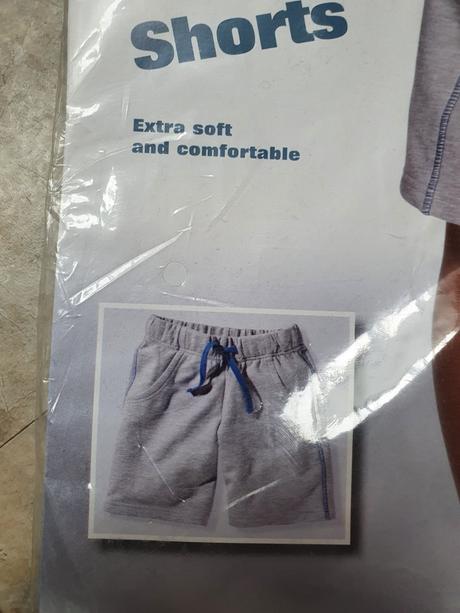 Shorts
Extra soft
and comfortable